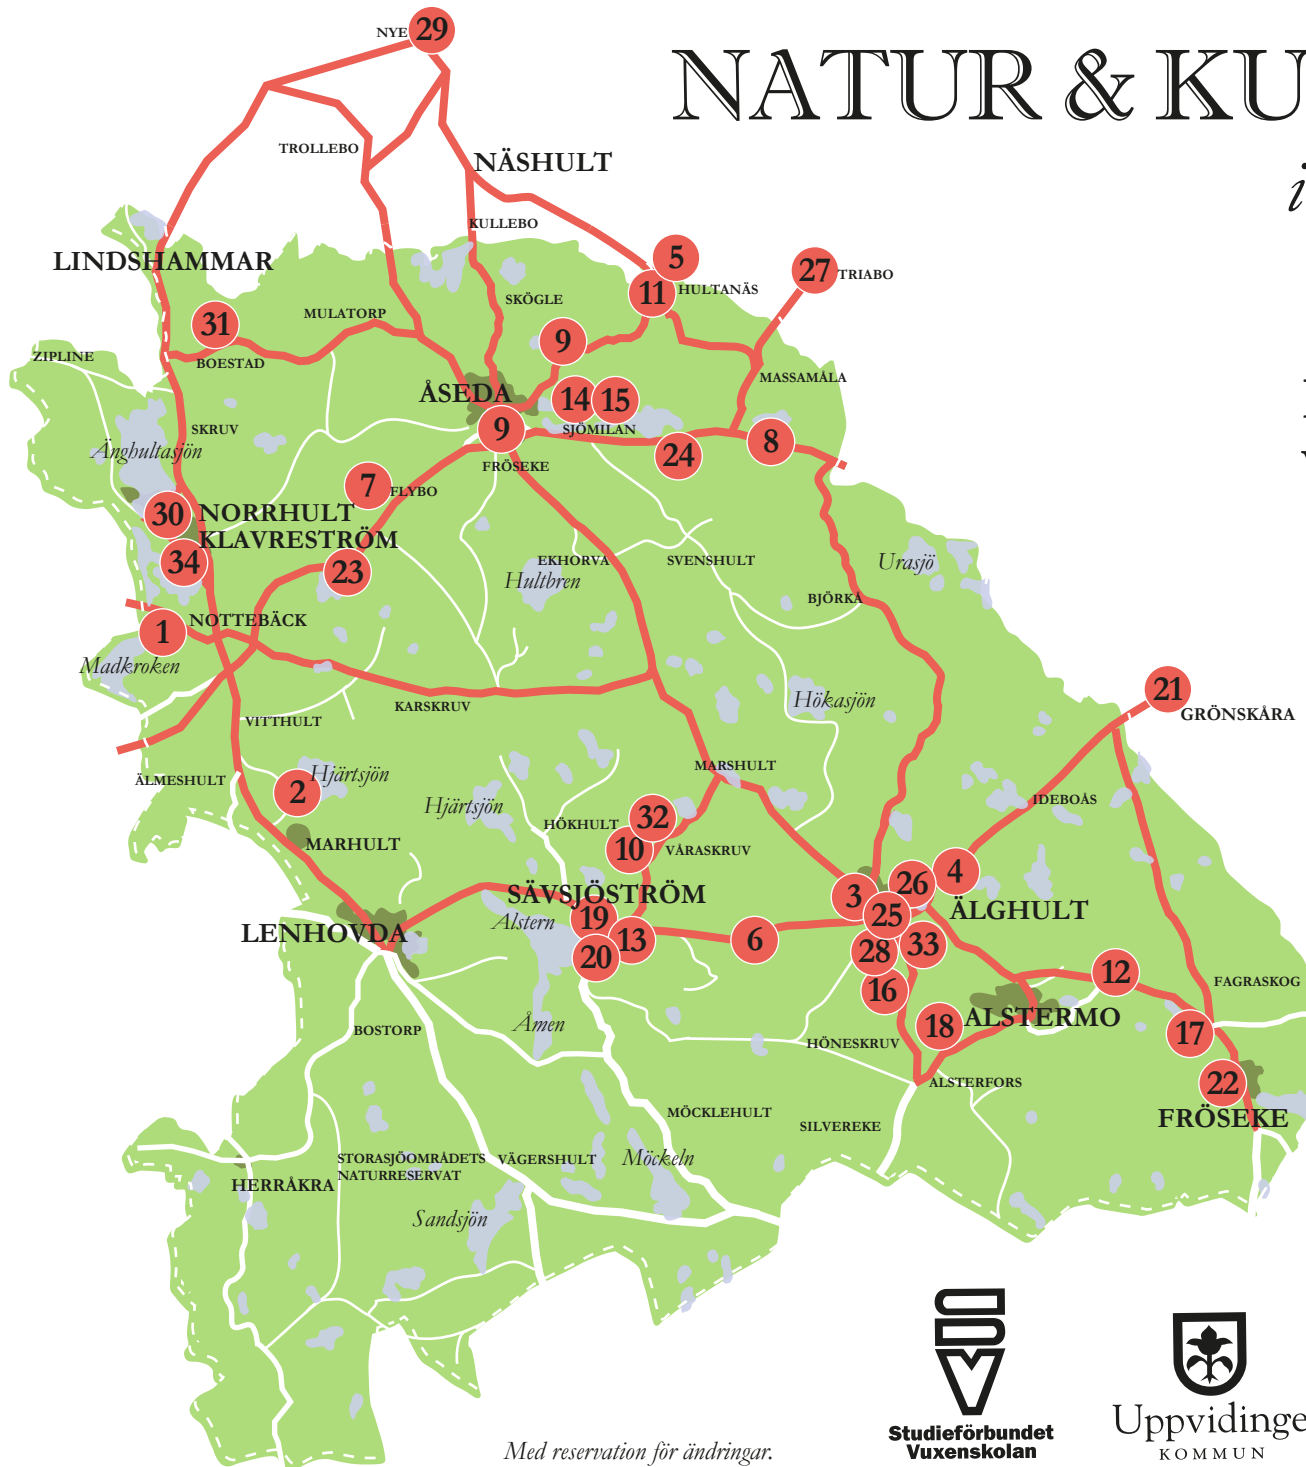 NATUR & KU
i
NYE 29
TROLLEBO
NÄSHULT
KULLEBO
LINDSHAMMAR
5
27 TRIABO
11 HULTANÄS
SKÖGLE
MULATORP
31
9
ZIPLINE
BOESTAD
MASSAMÅLA
ÅSEDA
14 15
SKRUV
9
SJÖMILAN
8
Änghultasjön
24
FRÖSEKE
7 FLYBO
30 NORRHULT
KLAVRESTRÖM
34
23
EKHORVA
SVENSHULT
Urasjö
Hultbren
BJÖRKÅ
1 NOTTEBÄCK
Madkroken
21
GRÖNSKÅRA
KARSKRUV
Hökasjön
VITTHULT
MARSHULT
ÄLMESHULT
Hjärtsjön
2
Hjärtsjön
IDEBOÅS
HÖKHULT 32
MARHULT
10 VÅRASKRUV
4
26
SÄVSJÖSTRÖM
3
25
ÄLGHULT
19
Alstern
LENHOVDA
13
6
33
20
28
12
FAGRASKOG
16
Åmen
BOSTORP
18 ALSTERMO
17
HÖNESKRUV
22
ALSTERFORS
MÖCKLEHULT
FRÖSEKE
SILVEREKE
STORASJÖOMRÅDETS
NATURRESERVAT
VÄGERSHULT
Möckeln
HERRÅKRA
Sandsjön
SV
Studieförbundet
Vuxenskolan
Uppvidinge
KOMMUN
Med reservation för ändringar.